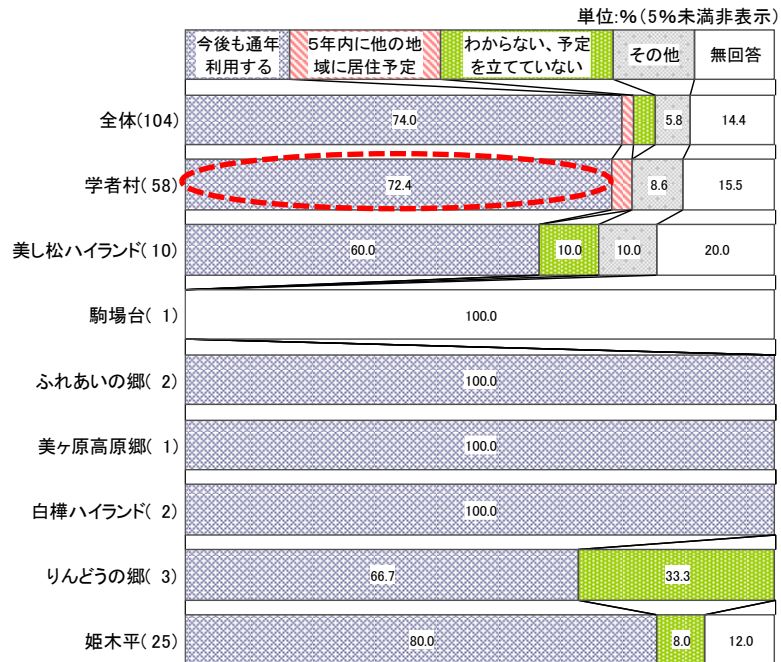 単位:%(5%未満非表示)
今後も通年
利用する
5年内に他の地
域に居住予定
わからない、予定
を立てていない
その他
無回答
全体(104)
74.0
5.8
14.4
学者村( 58)
72.4
8.6
15.5
美し松ハイランド( 10)
60.0
10.0
10.0
20.0
駒場台( 1)
100.0
ふれあいの郷( 2)
100.0
美ヶ原高原郷( 1)
100.0
白樺ハイランド( 2)
100.0
りんどうの郷( 3)
66.7
33.3
姫木平( 25)
80.0
8.0
12.0